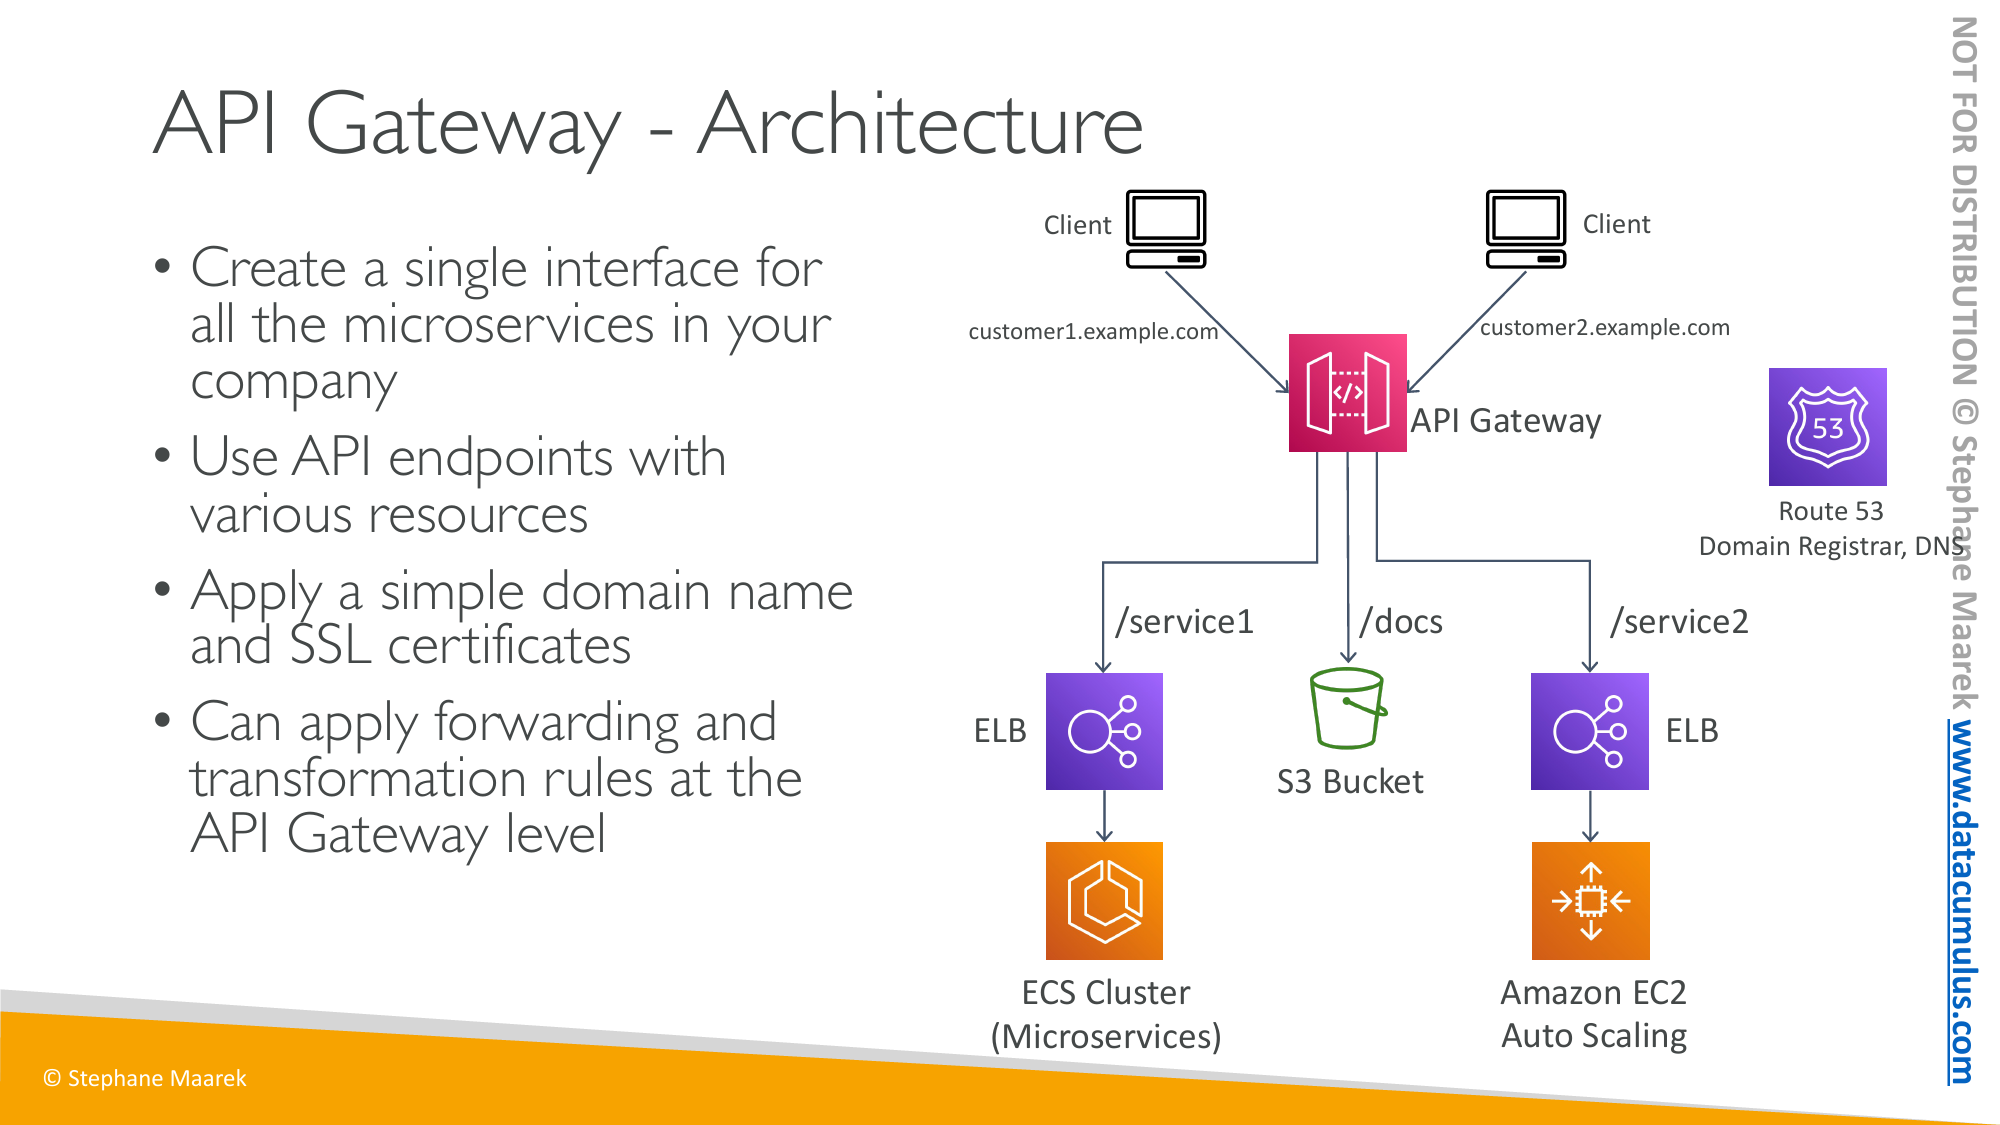 API Gateway - Architecture
• Create a single interface for
all the microservices in your
company
• Use API endpoints with
various resources
• Apply a simple domain name
and SSL certificates
• Can apply forwarding and
transformation rules at the
API Gateway level
Client
Client
customer1.example.com
customer2.example.com
API Gateway
53
Route 53
Domain Registrar, DNS
/service1
/docs
/service2
ELB
S3 Bucket
ELB
ECS Cluster
(Microservices)
Amazon EC2
Auto Scaling
© Stephane Maarek
NOT FOR DISTRIBUTION © Stephane Maarek www.datacumulus.com